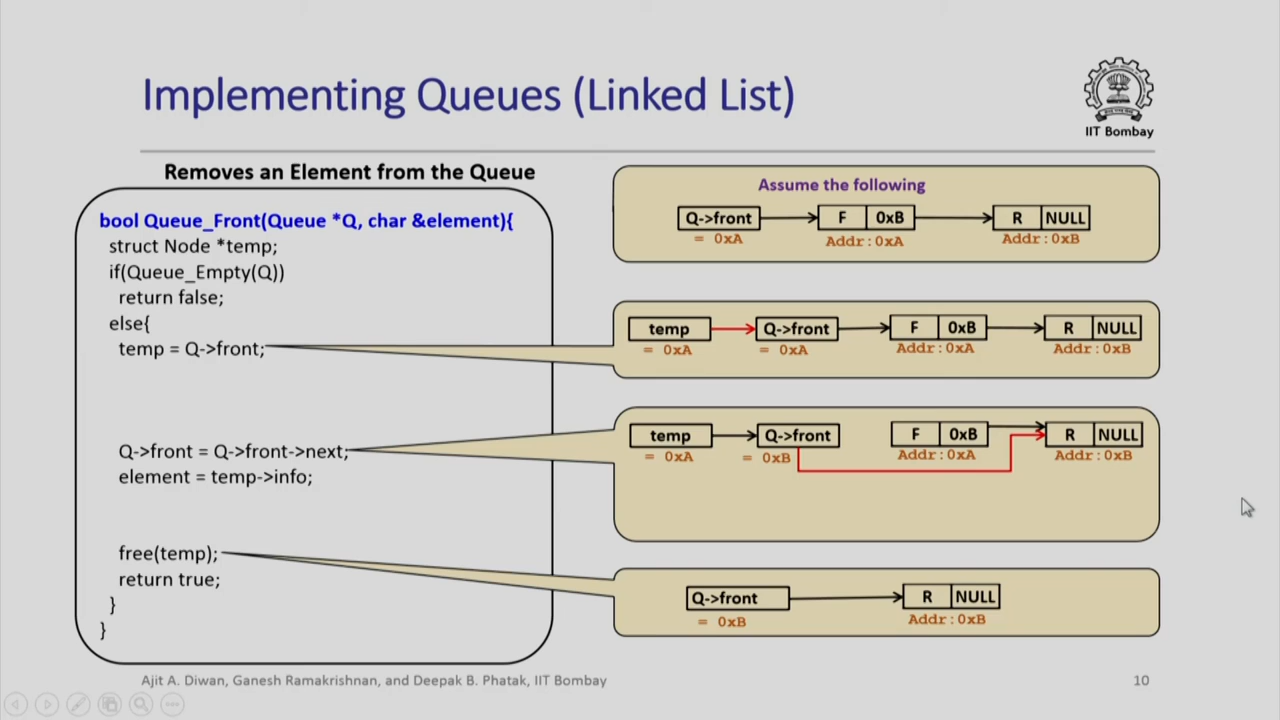 Implementing Queues (Linked List)
IIT Bombay
Removes an Element from the Queue
bool Queue_Front(Queue *Q, char &element){
struct Node *temp;
if(Queue_Empty(Q))
return false;
else{
temp = Q->front;
Q->front = Q->front->next;
element = temp->info;
free(temp);
return true;
}
}
Assume the following
Q->front F 0xB R NULL
= 0xA Addr:0xA Addr:0xB
temp Q->front F 0xB R NULL
= 0xA = 0xA Addr:0xA Addr:0xB
temp Q->front F 0xB R NULL
= 0xA = 0xB Addr:0xA Addr:0xB
Q->front R NULL
= 0xB Addr:0xB
Ajit A. Diwan, Ganesh Ramakrishnan, and Deepak B. Phatak, IIT Bombay 10